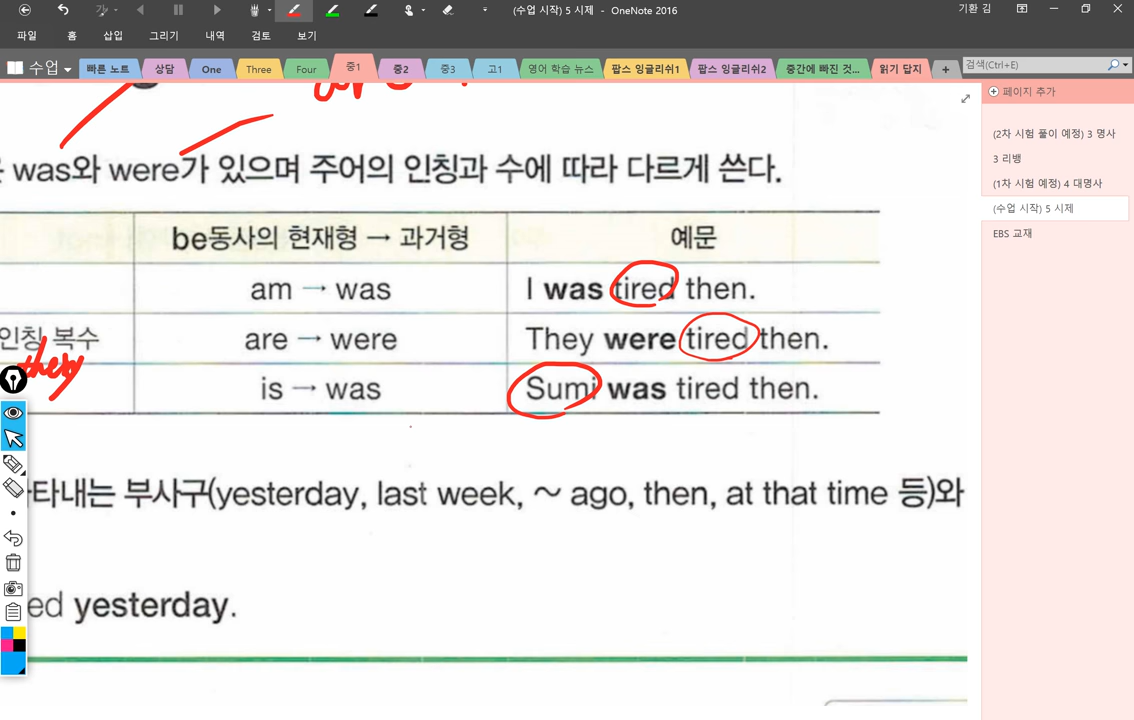 (수업 시작) 5 시제 - OneNote 2016
기환 김
파일 홈 삽입 그리기 내역 검토 보기
수업 빠른 노트 상담 One Three Four 중1 중2 중3 고1 영어 학습 뉴스 팝스 잉글리쉬1 팝스 잉글리쉬2 중간에 빠진 것... 읽기 답지 + 검색(Ctrl+E)
페이지 추가
(2차 시험 풀이 예정) 3 명사
3 리뱅
(1차 시험 예정) 4 대명사
(수업 시작) 5 시제
EBS 교재
was와 were가 있으며 주어의 인칭과 수에 따라 다르게 쓴다.
be동사의 현재형 → 과거형 예문
am → was I was tired then.
인칭 복수 are → were They were tired then.
they
is → was Sumi was tired then.
타내는 부사구(yesterday, last week, ～ ago, then, at that time 등)와
ed yesterday.